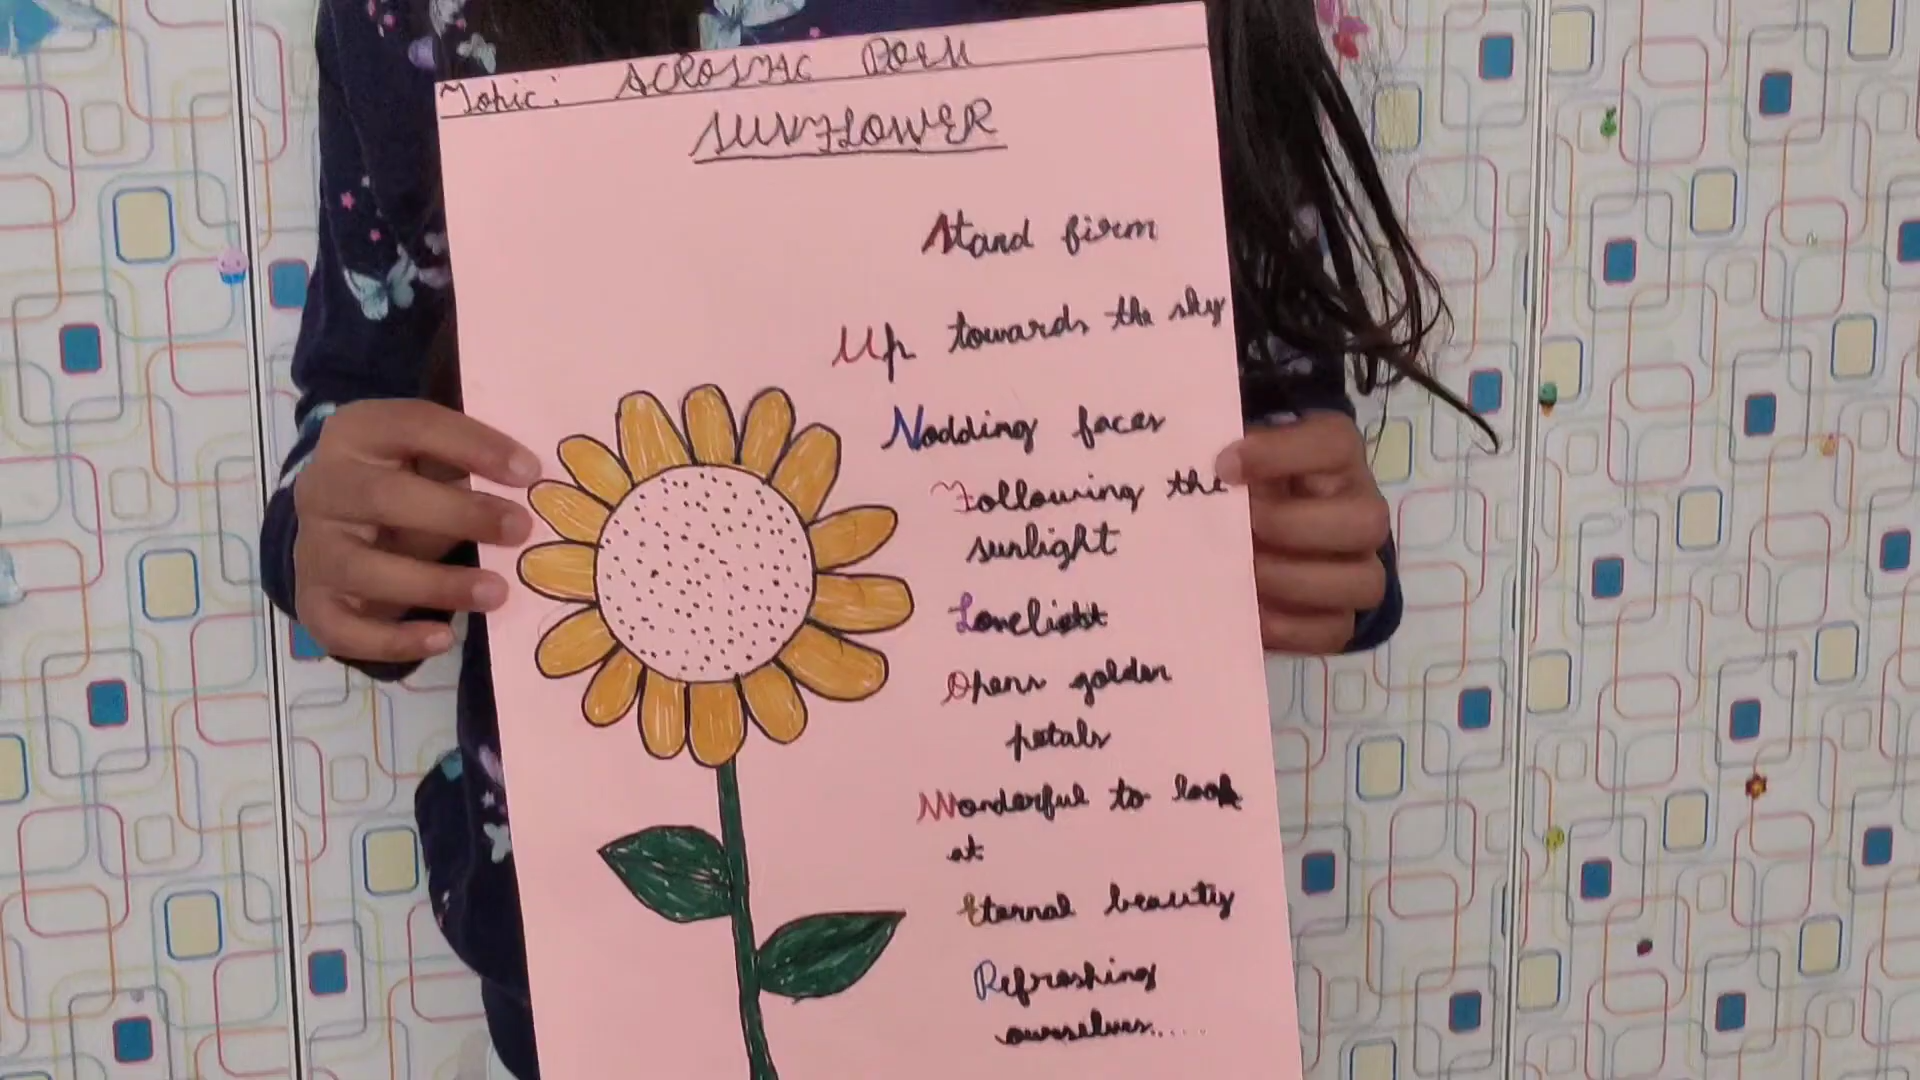 Topic: ACROSTIC POEM
SUNFLOWER
Stand firm
Up towards the sky
Nodding faces
Following the
sunlight
Loveliest
Opens golden
petals
Wonderful to look
at
Eternal beauty
Refreshing
ourselves.....